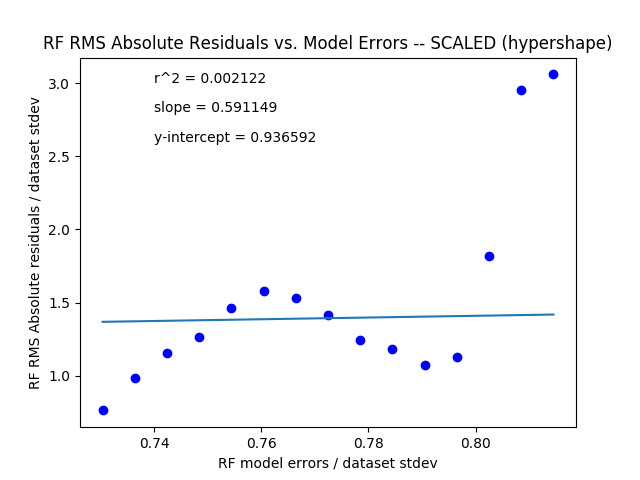 RF RMS Absolute Residuals vs. Model Errors -- SCALED (hypershape)
r^2 = 0.002122
slope = 0.591149
y-intercept = 0.936592
RF RMS Absolute residuals / dataset stdev
3.0
2.5
2.0
1.5
1.0
0.74 0.76 0.78 0.80
RF model errors / dataset stdev